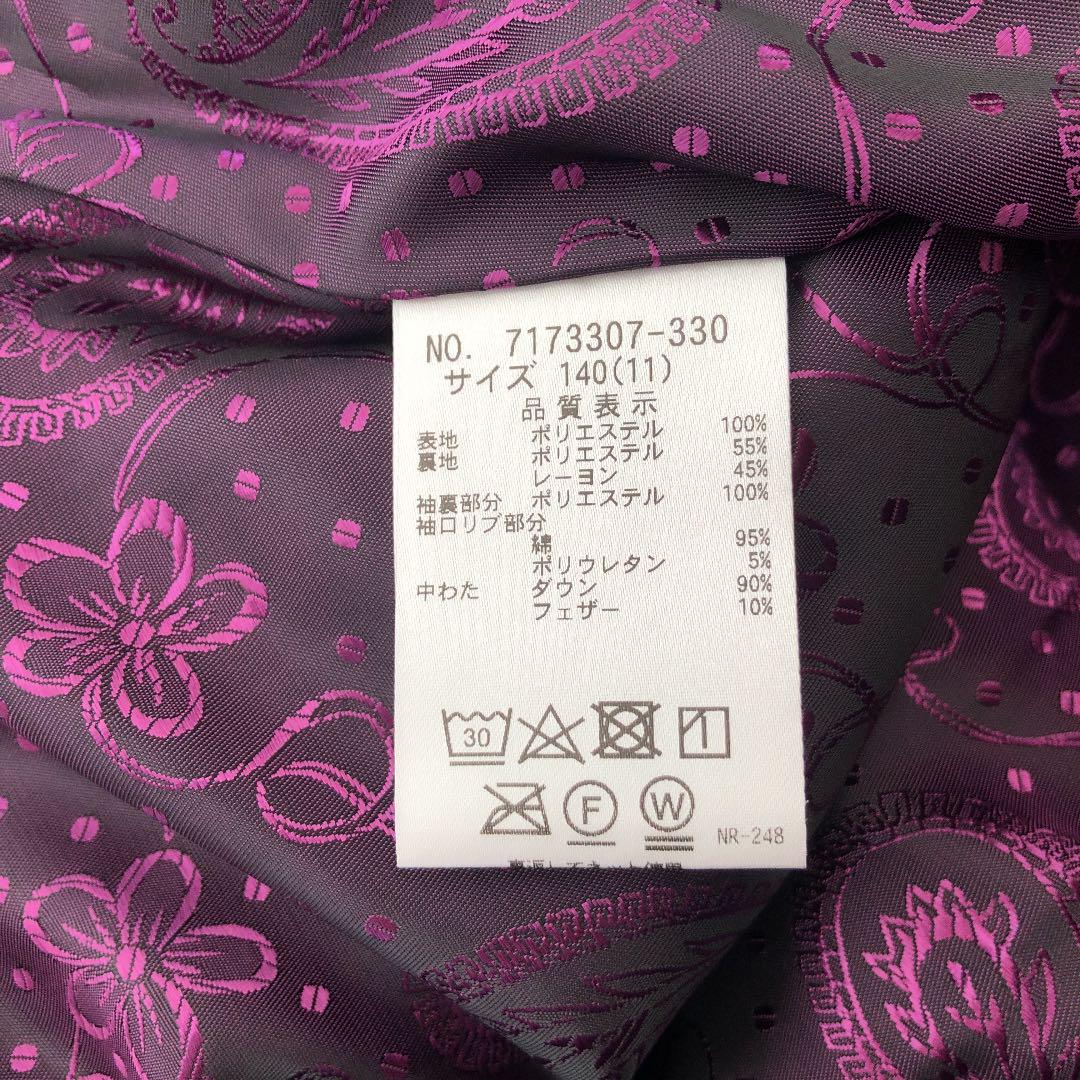 NO. 7173307-330
サイズ 140(11)
品質表示
表地 ポリエステル 100%
裏地 ポリエステル 55%
レーヨン 45%
袖裏部分 ポリエステル 100%
袖口リブ部分
綿 95%
ポリウレタン 5%
中わた ダウン 90%
フェザー 10%
30
F W
NR-248